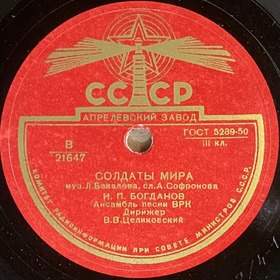 СССР
АПРЕЛЕВСКИЙ ЗАВОД
ГОСТ 5289-50
В
III кл.
21647
СОЛДАТЫ МИРА
муз.Л.Бакалова, сл.А.Софронова
И. П. БОГДАНОВ
Ансамбль песни ВРК
Дирижер
В.В.Целиковский
КОМИТЕТ РАДИОИНФОРМАЦИИ ПРИ СОВЕТЕ МИНИСТРОВ СССР.